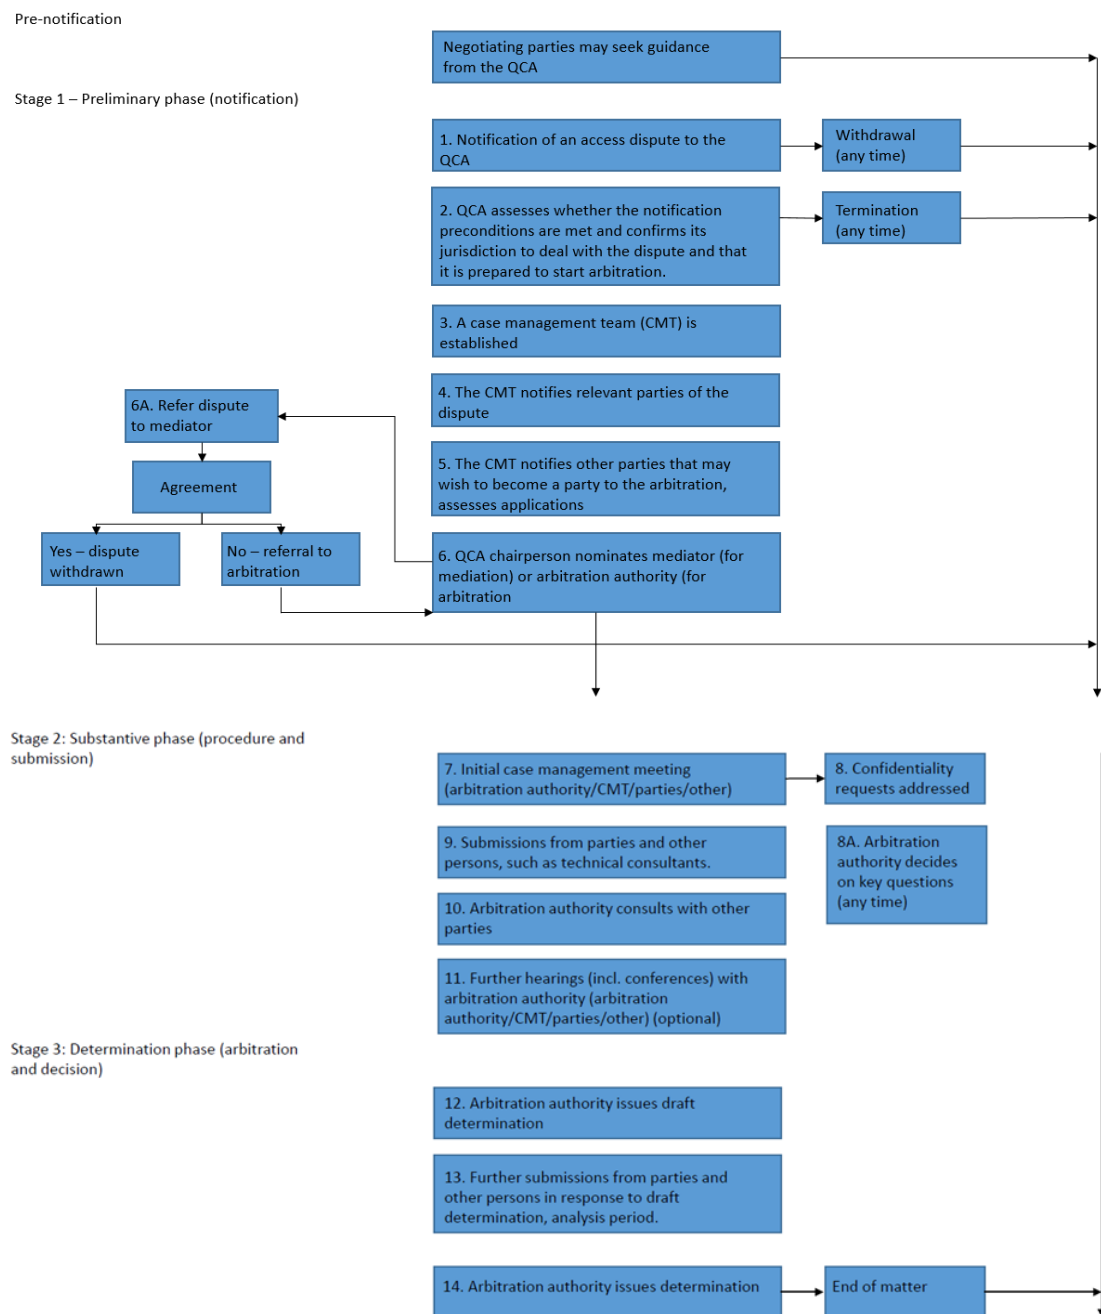 Pre-notification
Negotiating parties may seek guidance
from the QCA
Stage 1 – Preliminary phase (notification)
1. Notification of an access dispute to the
QCA
Withdrawal
(any time)
2. QCA assesses whether the notification
preconditions are met and confirms its
jurisdiction to deal with the dispute and that
it is prepared to start arbitration.
Termination
(any time)
3. A case management team (CMT) is
established
4. The CMT notifies relevant parties of the
dispute
6A. Refer dispute
to mediator
5. The CMT notifies other parties that may
wish to become a party to the arbitration,
assesses applications
Agreement
Yes – dispute
withdrawn
No – referral to
arbitration
6. QCA chairperson nominates mediator (for
mediation) or arbitration authority (for
arbitration
Stage 2: Substantive phase (procedure and
submission)
7. Initial case management meeting
(arbitration authority/CMT/parties/other)
8. Confidentiality
requests addressed
9. Submissions from parties and other
persons, such as technical consultants.
8A. Arbitration
authority decides
on key questions
(any time)
10. Arbitration authority consults with other
parties
11. Further hearings (incl. conferences) with
arbitration authority (arbitration
authority/CMT/parties/other) (optional)
Stage 3: Determination phase (arbitration
and decision)
12. Arbitration authority issues draft
determination
13. Further submissions from parties and
other persons in response to draft
determination, analysis period.
14. Arbitration authority issues determination
End of matter